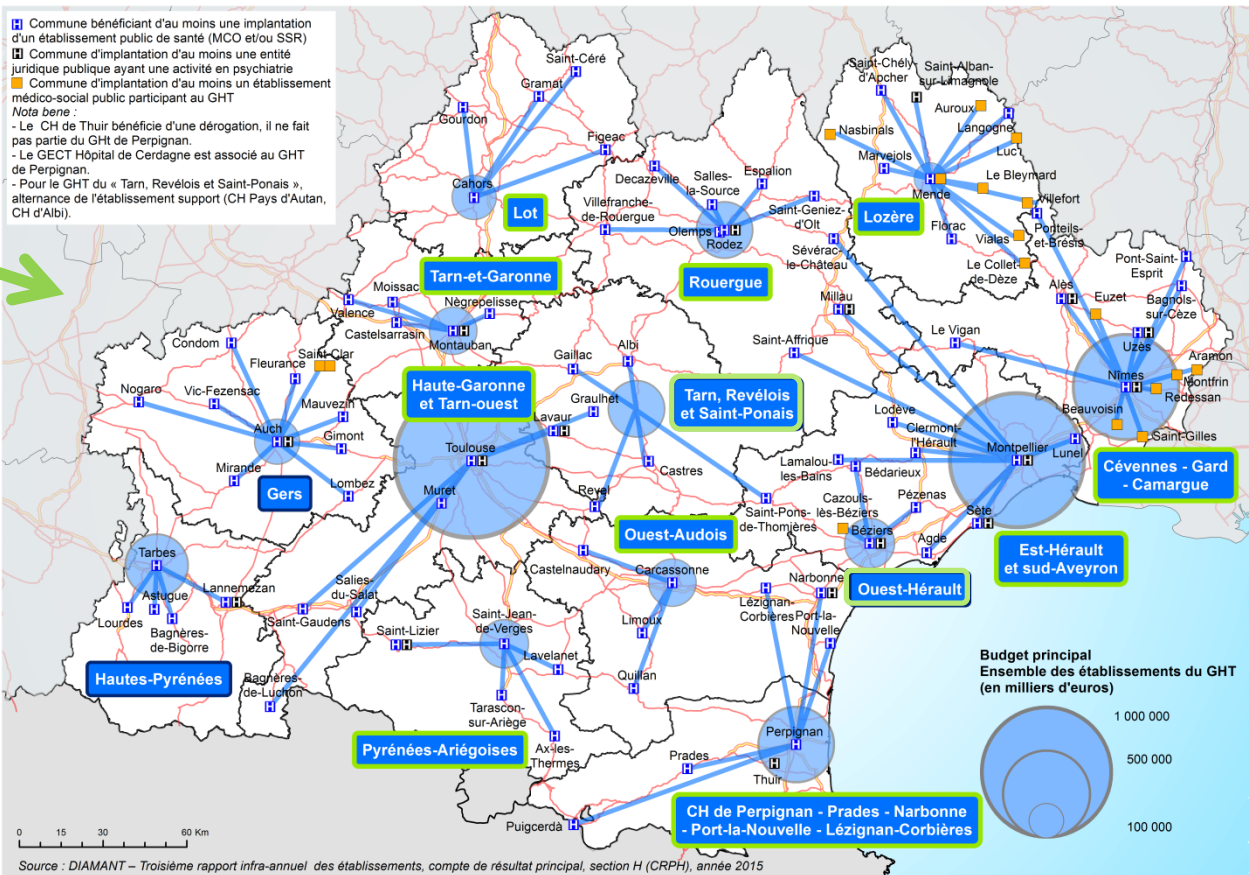 H Commune bénéficiant d'au moins une implantation
d'un établissement public de santé (MCO et/ou SSR)
H Commune d'implantation d'au moins une entité
juridique publique ayant une activité en psychiatrie
Commune d'implantation d'au moins un établissement
médico-social public participant au GHT
Nota bene :
- Le CH de Thuir bénéficie d'une dérogation, il ne fait
pas partie du GHt de Perpignan.
- Le GECT Hôpital de Cerdagne est associé au GHT
de Perpignan.
- Pour le GHT du « Tarn, Revélois et Saint-Ponais »,
alternance de l'établissement support (CH Pays d'Autan,
CH d'Albi).
Saint-Céré
Gramat
Gourdon
Figeac
Cahors
Lot
Saint-Chély
d'Apcher
Saint-Alban-
sur-Limagnole
Auroux
Nasbinals
Langogne
Luc
Marvejols
Le Bleymard
Mende
Villefort
Lozère
Florac
Vialas
Ponteils-
et-Brésis
Le Collet-
de-Dèze
Decazeville
Salles-
la-Source
Espalion
Villefranche-
de-Rouergue
Olemps
Rodez
Saint-Geniez-
d'Olt
Sévérac-
le-Château
Rouergue
Tarn-et-Garonne
Moissac
Nègrepelisse
Valence
Castelsarrasin
Montauban
Millau
Saint-Affrique
Pont-Saint-
Esprit
Alès
Euzet
Bagnols-
sur-Cèze
Le Vigan
Uzès
Aramon
Nîmes
Montfrin
Redessan
Beauvoisin
Saint-Gilles
Cévennes - Gard
- Camargue
Condom
Fleurance
Saint-Clar
Nogaro
Vic-Fezensac
Mauvezin
Auch
Gimont
Mirande
Lombez
Gers
Haute-Garonne
et Tarn-ouest
Toulouse
Muret
Albi
Gaillac
Graulhet
Lavaur
Tarn, Revélois
et Saint-Ponais
Castres
Revel
Saint-Pons-
de-Thomières
Lodève
Clermont-
l'Hérault
Montpellier
Lunel
Lamalou-
les-Bains
Bédarieux
Cazouls-
lès-Béziers
Pézenas
Sète
Béziers
Agde
Est-Hérault
et sud-Aveyron
Ouest-Hérault
Ouest-Audois
Castelnaudary
Carcassonne
Lézignan-
Corbières
Narbonne
Port-la-
Nouvelle
Limoux
Quillan
Tarbes
Astugue
Lannemezan
Lourdes
Bagnères-
de-Bigorre
Hautes-Pyrénées
Salies-
du-Salat
Saint-Gaudens
Bagnères-
de-Luchon
Saint-Lizier
Saint-Jean-
de-Verges
Lavelanet
Tarascon-
sur-Ariège
Ax-les-
Thermes
Pyrénées-Ariégoises
Perpignan
Prades
Thuir
Puigcerdà
CH de Perpignan - Prades - Narbonne
- Port-la-Nouvelle - Lézignan-Corbières
Budget principal
Ensemble des établissements du GHT
(en milliers d'euros)
1 000 000
500 000
100 000
0 15 30 60 Km
Source : DIAMANT – Troisième rapport infra-annuel des établissements, compte de résultat principal, section H (CRPH), année 2015